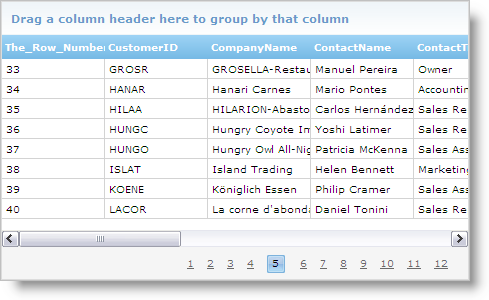 Drag a column header here to group by that column
The_Row_Number CustomerID CompanyName ContactName ContactT
33 GROSR GROSELLA-Restau Manuel Pereira Owner
34 HANAR Hanari Carnes Mario Pontes Accountin
35 HILAA HILARION-Abasto Carlos Hernández Sales Re
36 HUNGC Hungry Coyote Im Yoshi Latimer Sales Re
37 HUNGO Hungry Owl All-Nig Patricia McKenna Sales Ass
38 ISLAT Island Trading Helen Bennett Marketing
39 KOENE Königlich Essen Philip Cramer Sales Ass
40 LACOR La corne d'abonda Daniel Tonini Sales Re
1 2 3 4 5 6 7 8 9 10 11 12